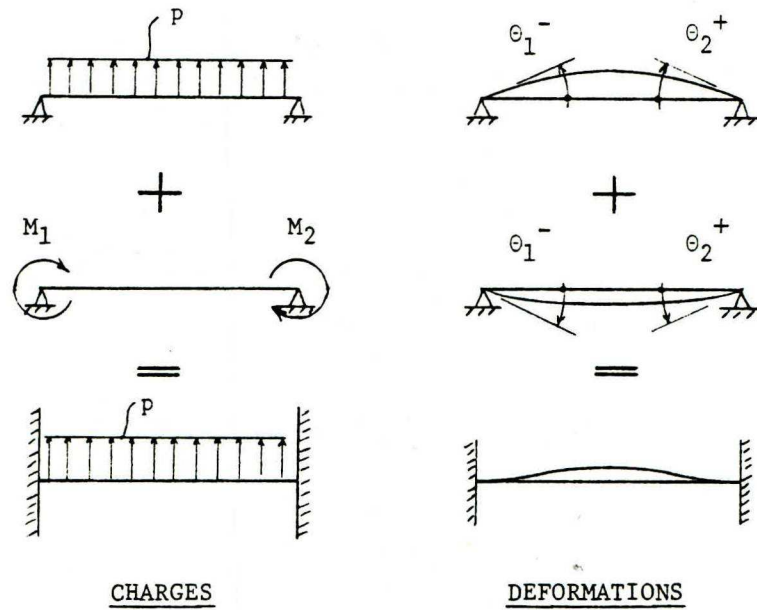 p
θ₁⁻ θ₂⁺
+ +
M₁ M₂
θ₁⁻ θ₂⁺
= =
p
CHARGES DEFORMATIONS